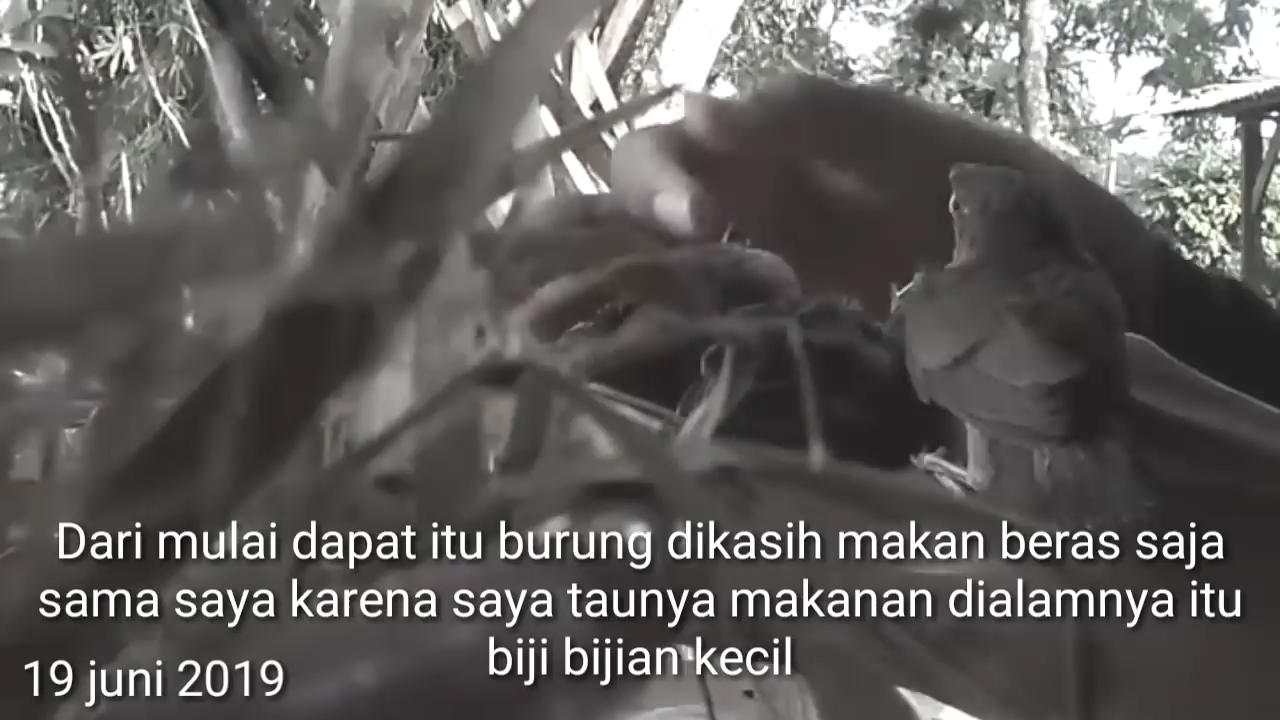 Dari mulai dapat itu burung dikasih makan beras saja
sama saya karena saya taunya makanan dialamnya itu
biji bijian kecil
19 juni 2019